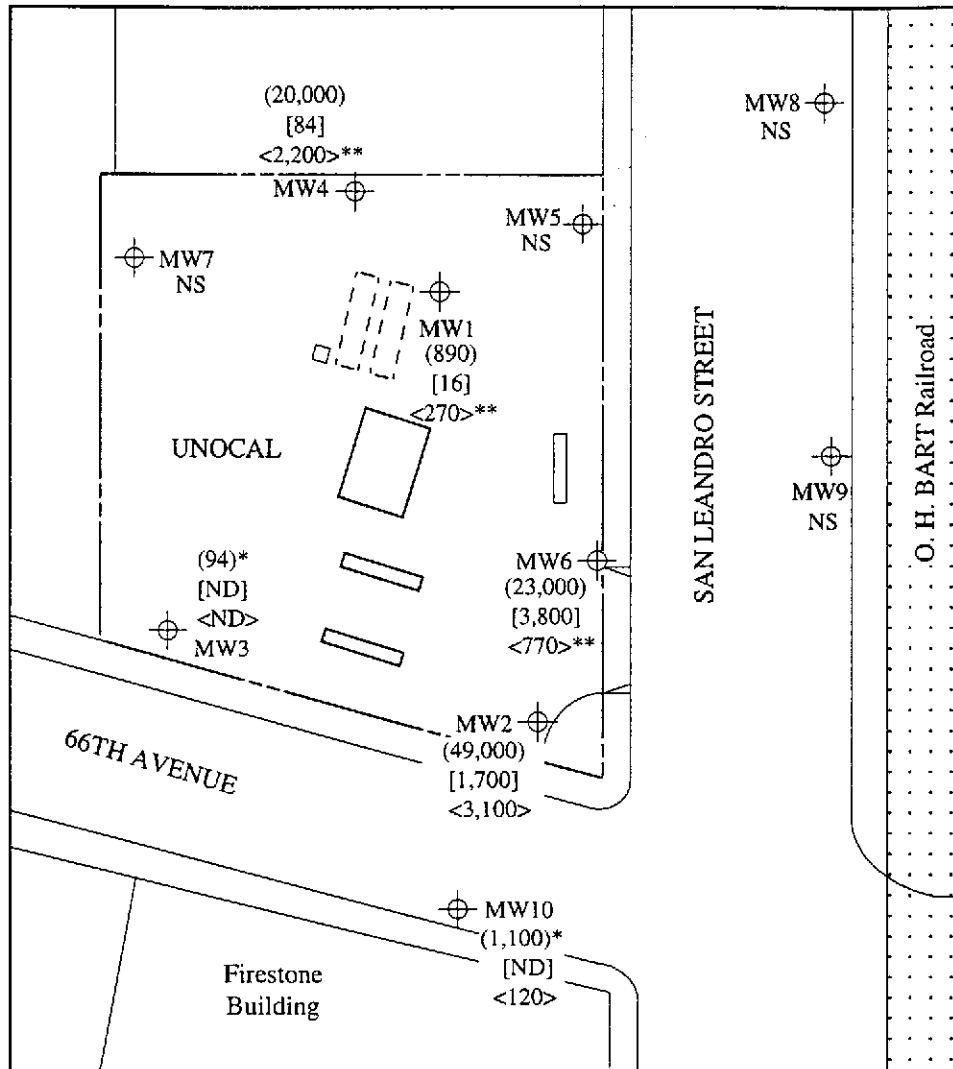 (20,000)
[84]
<2,200>**
MW4
MW8
NS
MW5
NS
MW7
NS
MW1
(890)
[16]
<270>**
UNOCAL
SAN LEANDRO STREET
O. H. BART Railroad
MW9
NS
(94)*
[ND]
<ND>
MW3
MW6
(23,000)
[3,800]
<770>**
66TH AVENUE
MW2
(49,000)
[1,700]
<3,100>
MW10
(1,100)*
[ND]
<120>
Firestone
Building